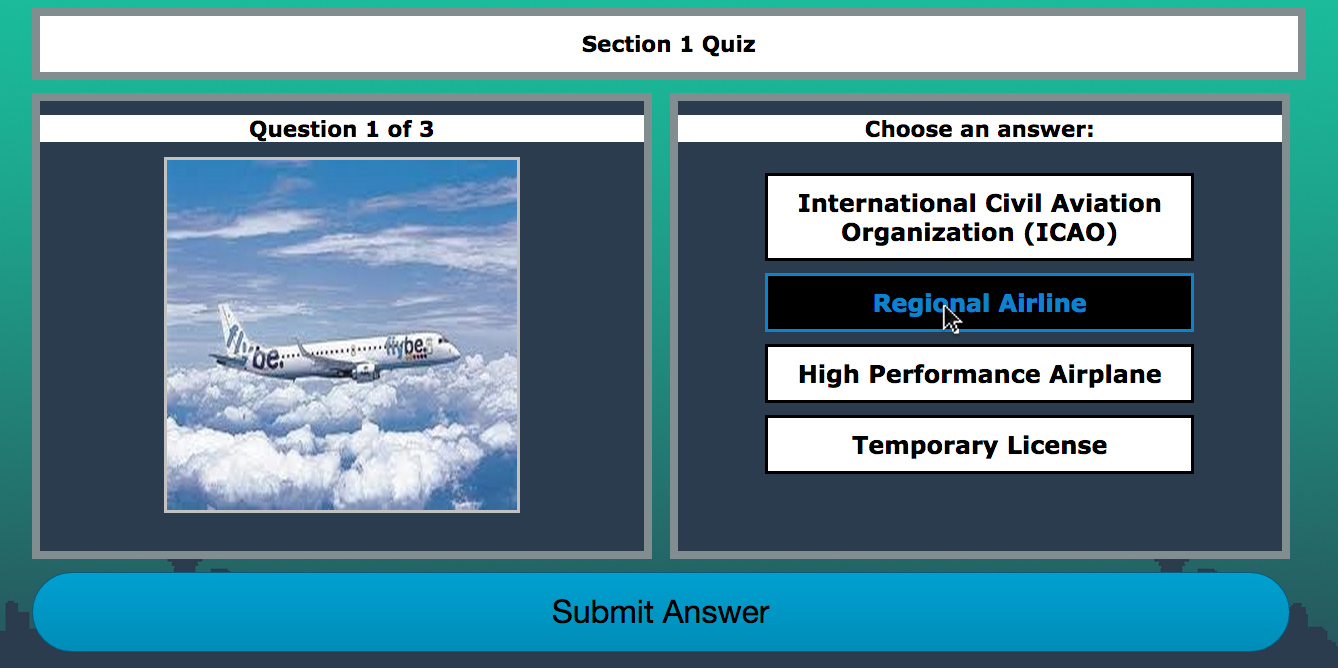 Section 1 Quiz
Question 1 of 3
flybe.
flybe.
Choose an answer:
International Civil Aviation
Organization (ICAO)
Regional Airline
High Performance Airplane
Temporary License
Submit Answer